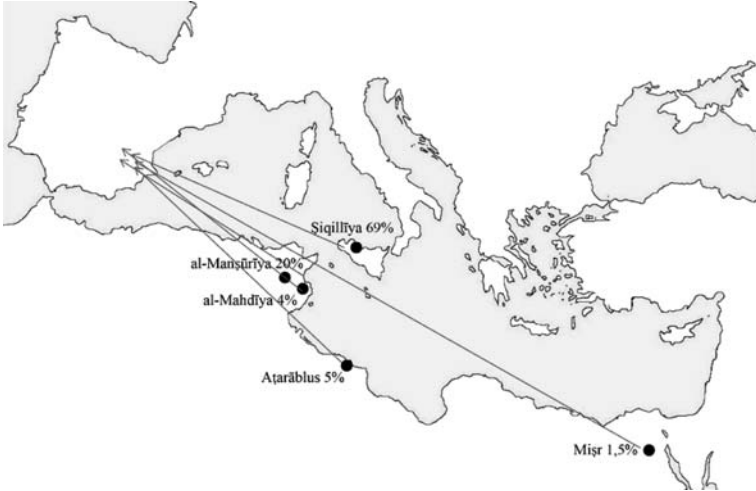 Ṣiqillīya 69%
al-Manṣūrīya 20%
al-Mahdīya 4%
Aṭarāblus 5%
Miṣr 1,5%